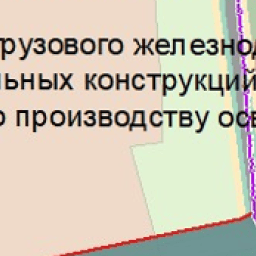 грузового железнод
льных конструкций
о производству осв